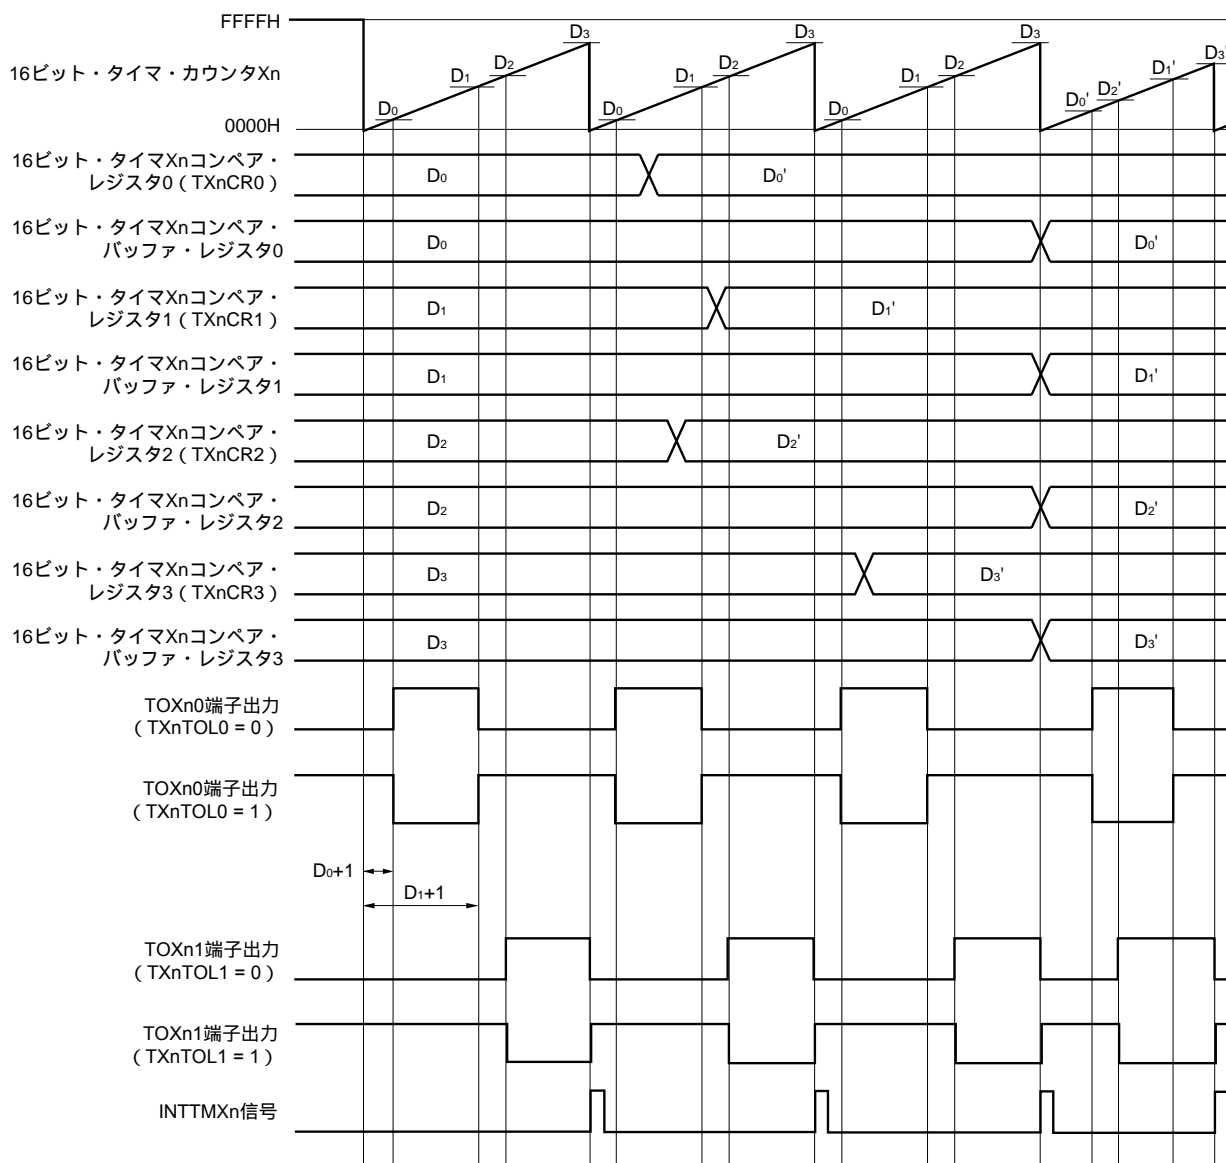 FFFFH
16ビット・タイマ・カウンタXn
0000H
D0 D1 D2 D3 D0 D1 D2 D3 D0 D1 D2 D3 D0' D2' D1' D3'
16ビット・タイマXnコンペア・
レジスタ0（TXnCR0）
D0 D0'
16ビット・タイマXnコンペア・
バッファ・レジスタ0
D0 D0'
16ビット・タイマXnコンペア・
レジスタ1（TXnCR1）
D1 D1'
16ビット・タイマXnコンペア・
バッファ・レジスタ1
D1 D1'
16ビット・タイマXnコンペア・
レジスタ2（TXnCR2）
D2 D2'
16ビット・タイマXnコンペア・
バッファ・レジスタ2
D2 D2'
16ビット・タイマXnコンペア・
レジスタ3（TXnCR3）
D3 D3'
16ビット・タイマXnコンペア・
バッファ・レジスタ3
D3 D3'
TOXn0端子出力
（TXnTOL0 = 0）
TOXn0端子出力
（TXnTOL0 = 1）
D0+1
D1+1
TOXn1端子出力
（TXnTOL1 = 0）
TOXn1端子出力
（TXnTOL1 = 1）
INTTMXn信号